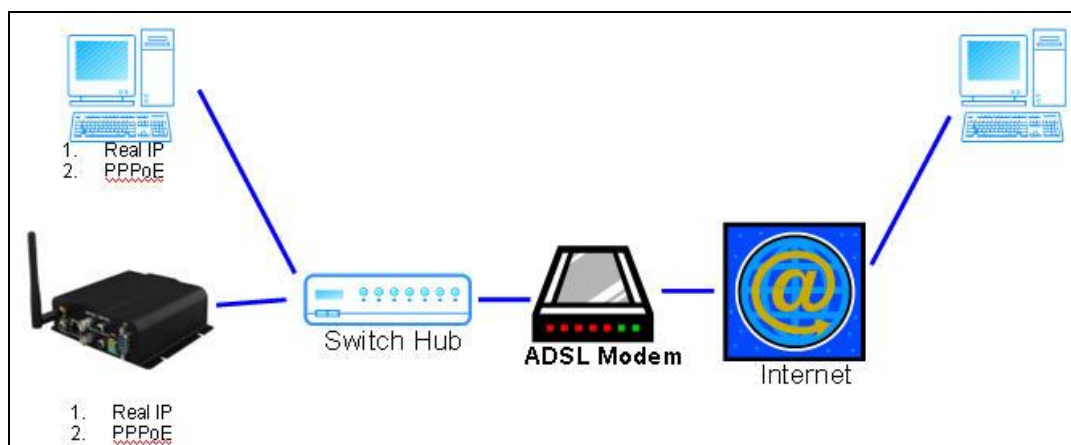 1. Real IP
2. PPPoE
Switch Hub
ADSL Modem
Internet
1. Real IP
2. PPPoE